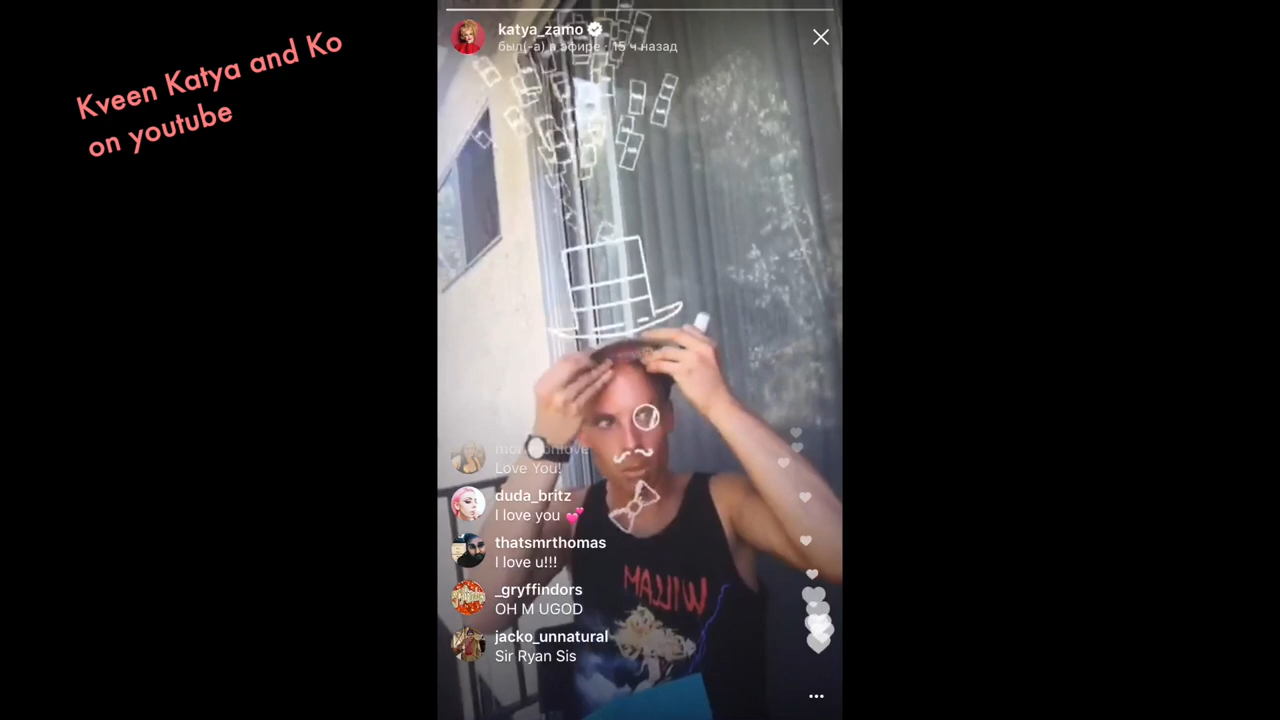 Kveen Katya and Ko
on youtube
katya_zamo
был(-а) в эфире · 15 ч назад
Love You!
duda_britz
I love you 💕
thatsmrthomas
I love u!!!
_gryffindors
OH M UGOD
jacko_unnatural
Sir Ryan Sis
WILLAM